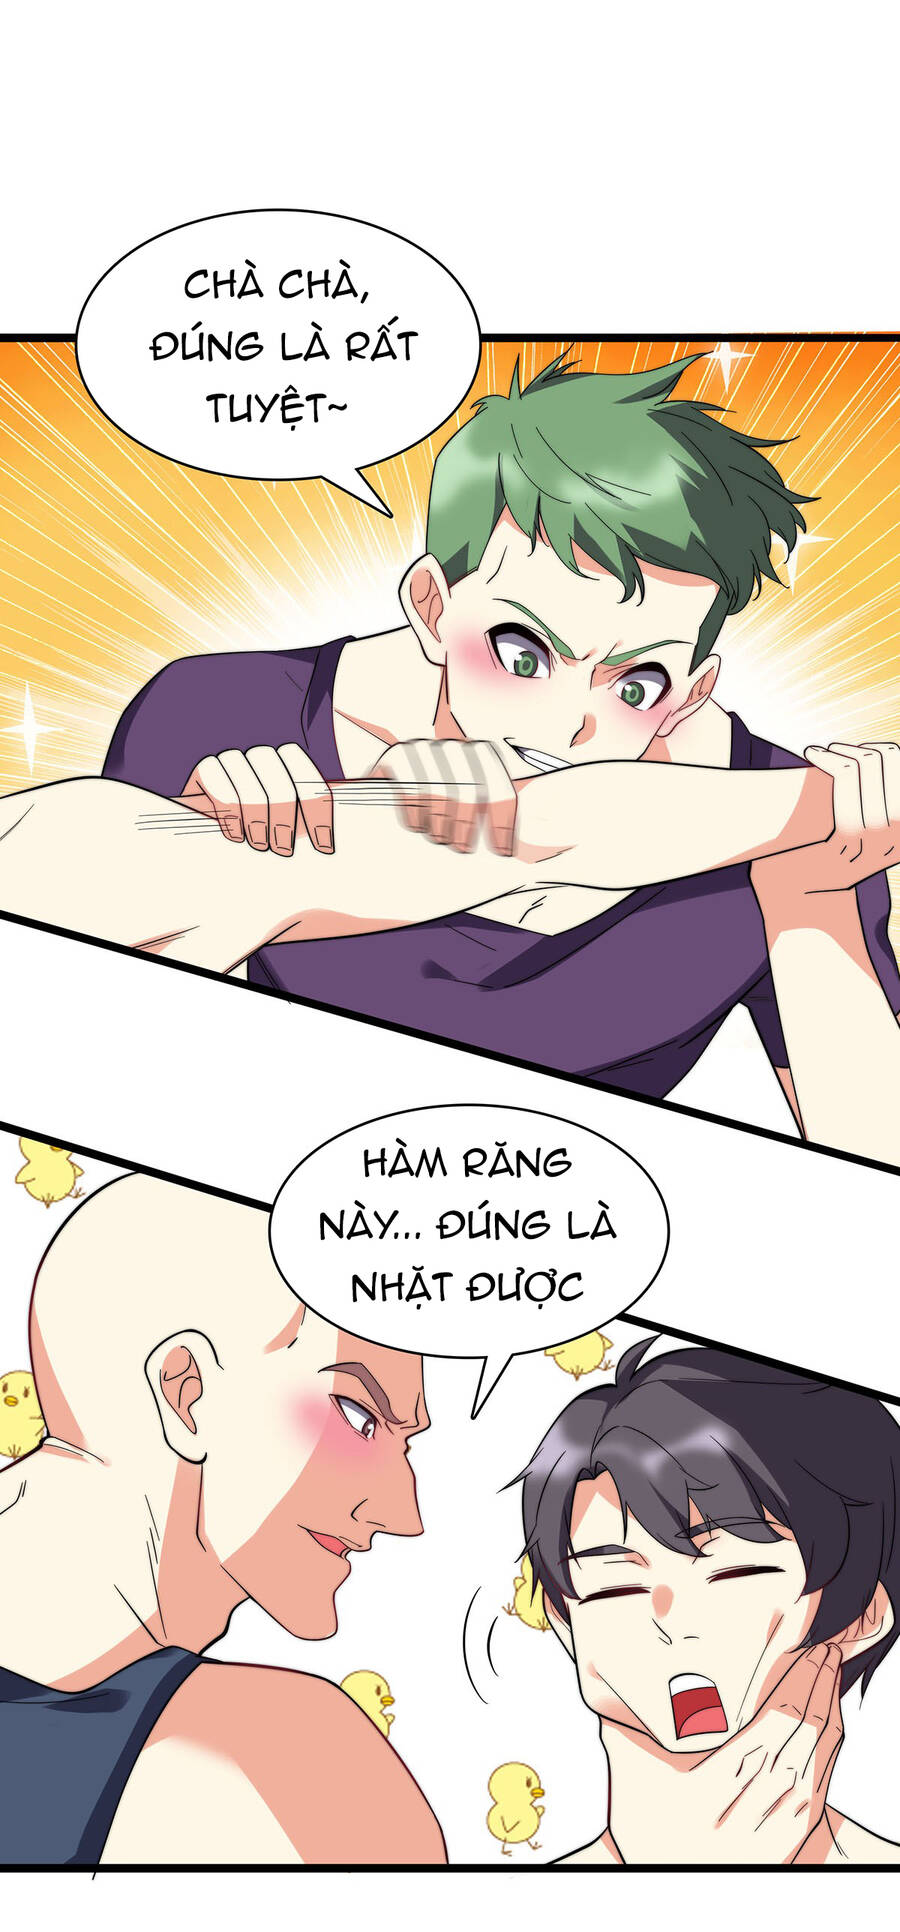 CHÀ CHÀ,
ĐÚNG LÀ RẤT
TUYỆT~
HÀM RĂNG
NÀY... ĐÚNG LÀ
NHẶT ĐƯỢC